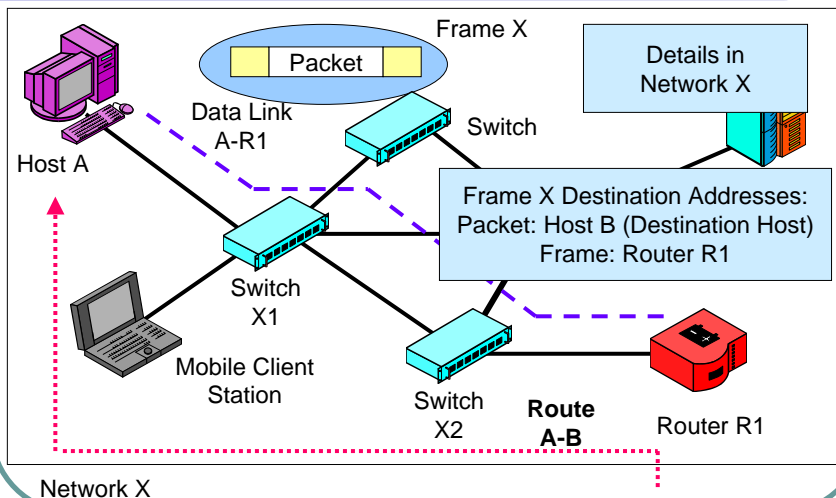 Frame X
Packet
Details in
Network X
Data Link
A-R1
Switch
Host A
Frame X Destination Addresses:
Packet: Host B (Destination Host)
Frame: Router R1
Switch
X1
Mobile Client
Station
Switch
X2
Route
A-B
Router R1
Network X